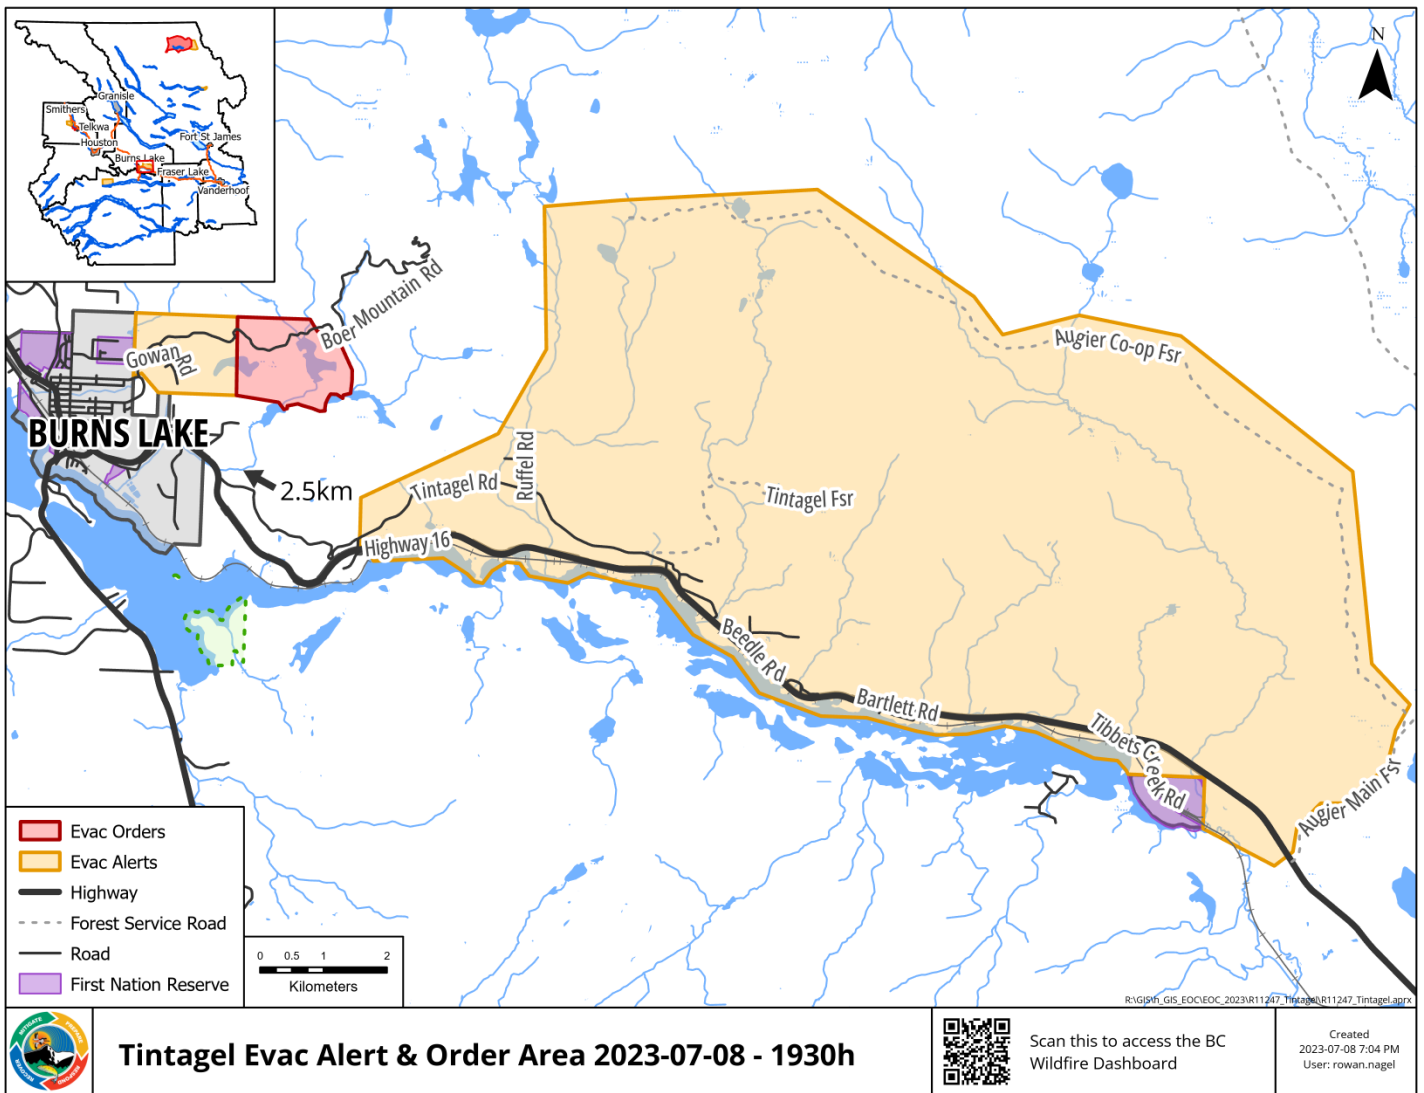 Granisle
Smithers
Telkwa
Houston
Fort St James
Burns Lake
Fraser Lake
Vanderhoof
N
Boer Mountain Rd
Gowan Rd
BURNS LAKE
2.5km
Augier Co-op Fsr
Ruffel Rd
Tintagel Rd
Tintagel Fsr
Highway 16
Beedle Rd
Bartlett Rd
Tibbets Creek Rd
Augier Main Fsr
Evac Orders
Evac Alerts
Highway
Forest Service Road
Road
First Nation Reserve
0 0.5 1 2
Kilometers
R:\GIS\h_GIS_EOC\EOC_2023\R11247_Tintagel\R11247_Tintagel.aprx
MITIGATE
PREPARE
RESPOND
RECOVER
Tintagel Evac Alert & Order Area 2023-07-08 - 1930h
Scan this to access the BC
Wildfire Dashboard
Created
2023-07-08 7:04 PM
User: rowan.nagel